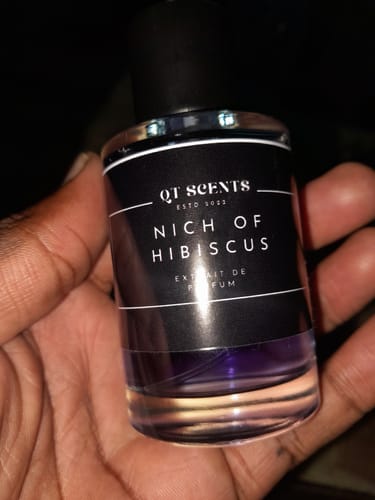 QT SCENTS
ESTD 2022
NICH OF
HIBISCUS
EXTRAIT DE
PARFUM